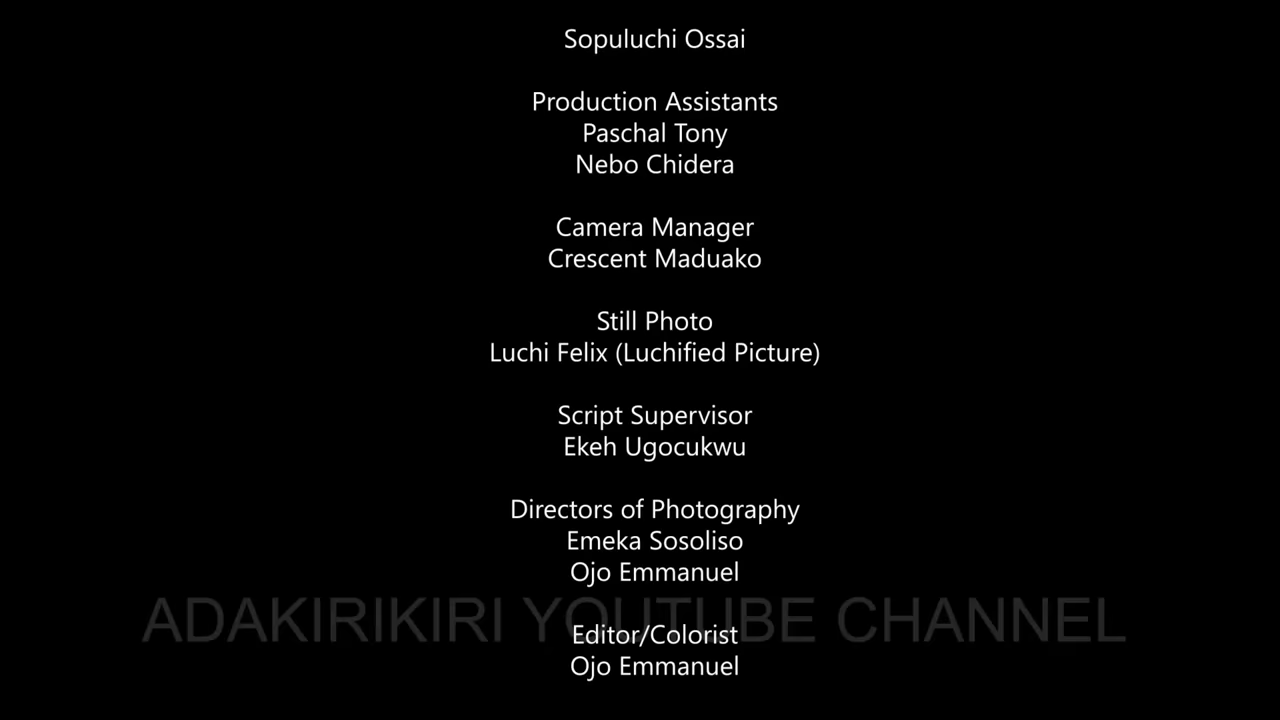 Sopuluchi Ossai
Production Assistants
Paschal Tony
Nebo Chidera
Camera Manager
Crescent Maduako
Still Photo
Luchi Felix (Luchified Picture)
Script Supervisor
Ekeh Ugocukwu
Directors of Photography
Emeka Sosoliso
Ojo Emmanuel
ADAKIRIKIRI YOUTUBE CHANNEL
Editor/Colorist
Ojo Emmanuel